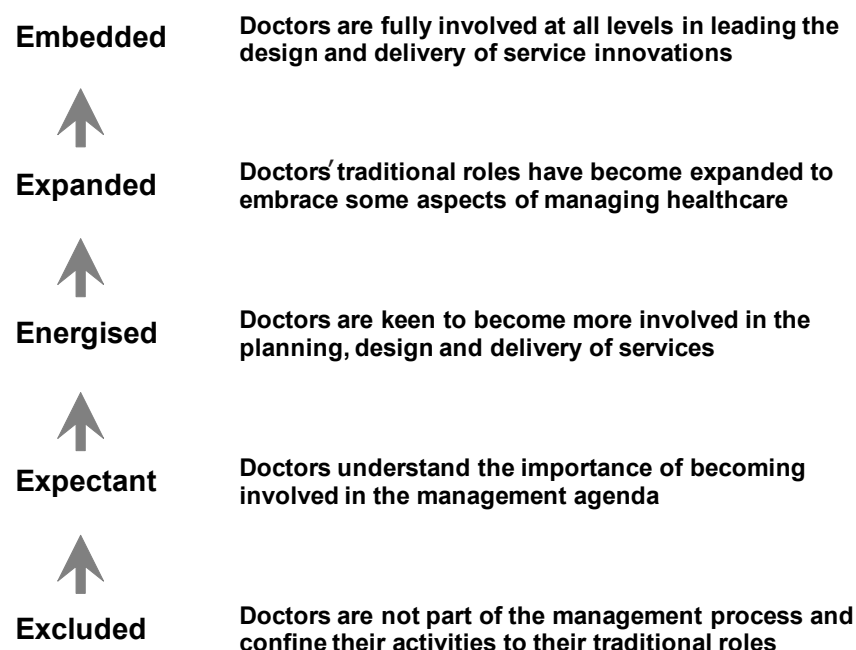 Embedded
Doctors are fully involved at all levels in leading the
design and delivery of service innovations
Expanded
Doctors' traditional roles have become expanded to
embrace some aspects of managing healthcare
Energised
Doctors are keen to become more involved in the
planning, design and delivery of services
Expectant
Doctors understand the importance of becoming
involved in the management agenda
Excluded
Doctors are not part of the management process and
confine their activities to their traditional roles